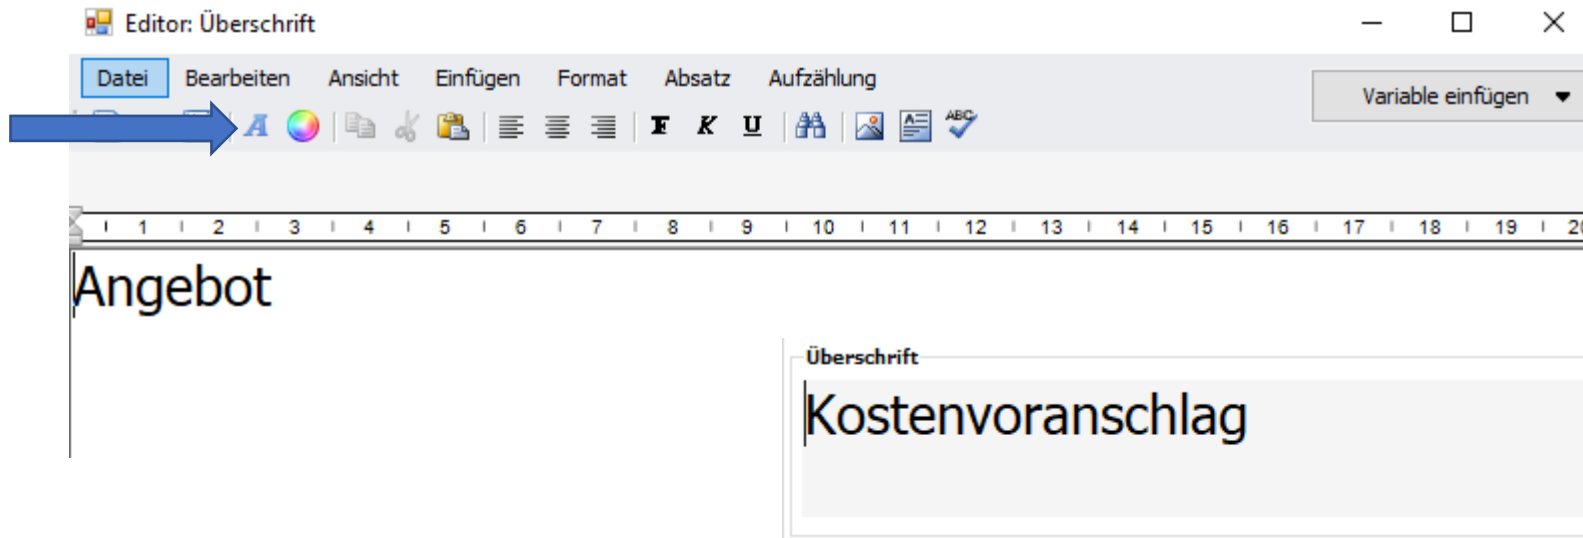 Editor: Überschrift
Datei Bearbeiten Ansicht Einfügen Format Absatz Aufzählung
Variable einfügen
A F K U A ABC
1 2 3 4 5 6 7 8 9 10 11 12 13 14 15 16 17 18 19 20
Angebot
Überschrift
Kostenvoranschlag